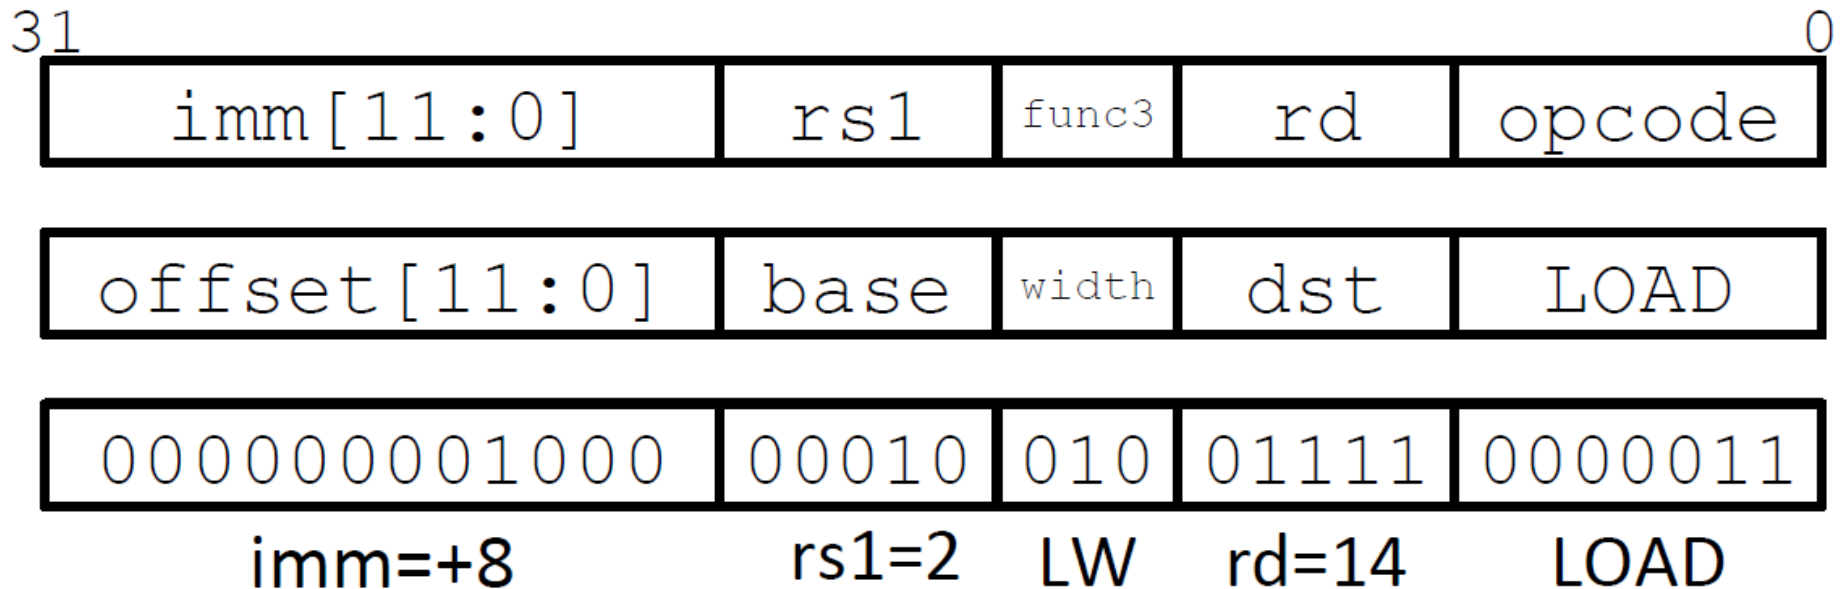 31 0
imm[11:0] rs1 func3 rd opcode
offset[11:0] base width dst LOAD
000000001000 00010 010 01111 0000011
imm=+8 rs1=2 LW rd=14 LOAD